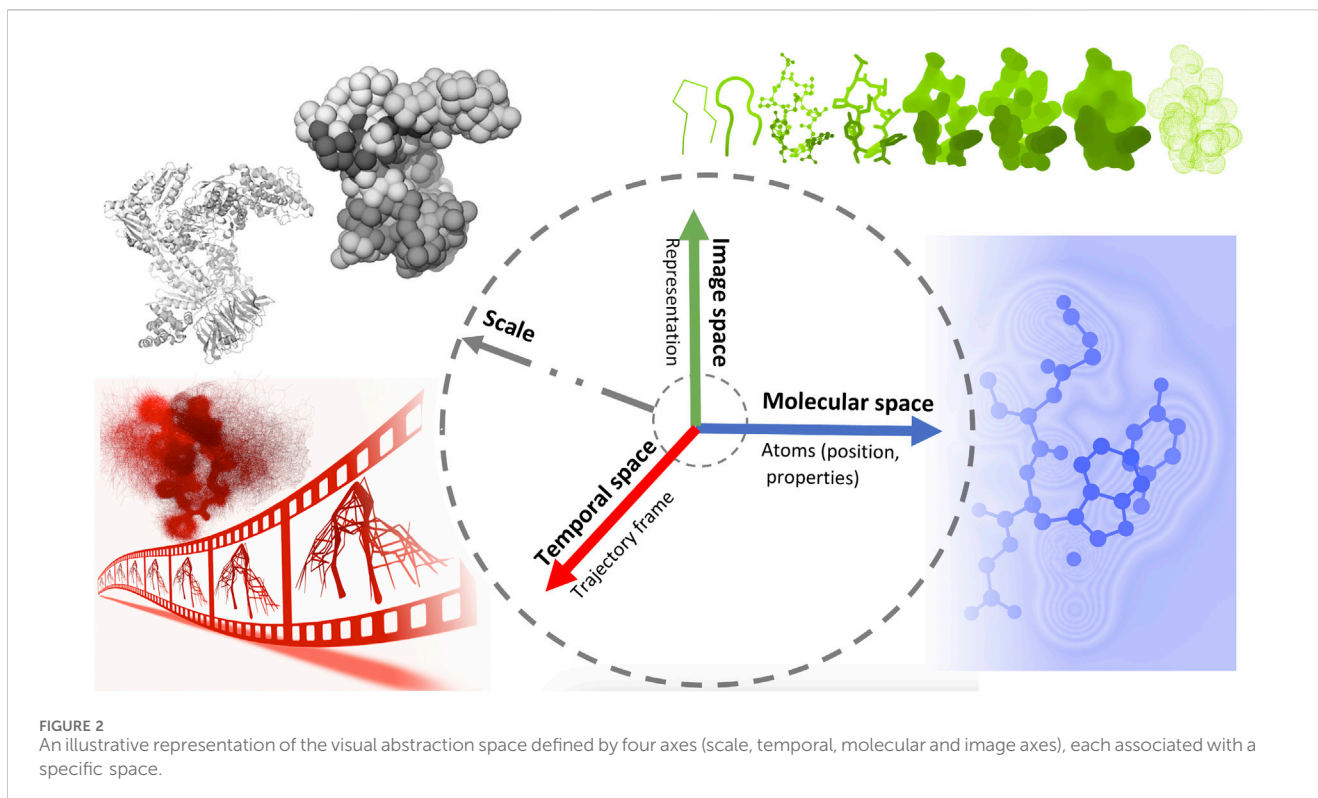 Scale
Image space
Representation
Molecular space
Atoms (position,
properties)
Temporal space
Trajectory frame
FIGURE 2
An illustrative representation of the visual abstraction space defined by four axes (scale, temporal, molecular and image axes), each associated with a
specific space.